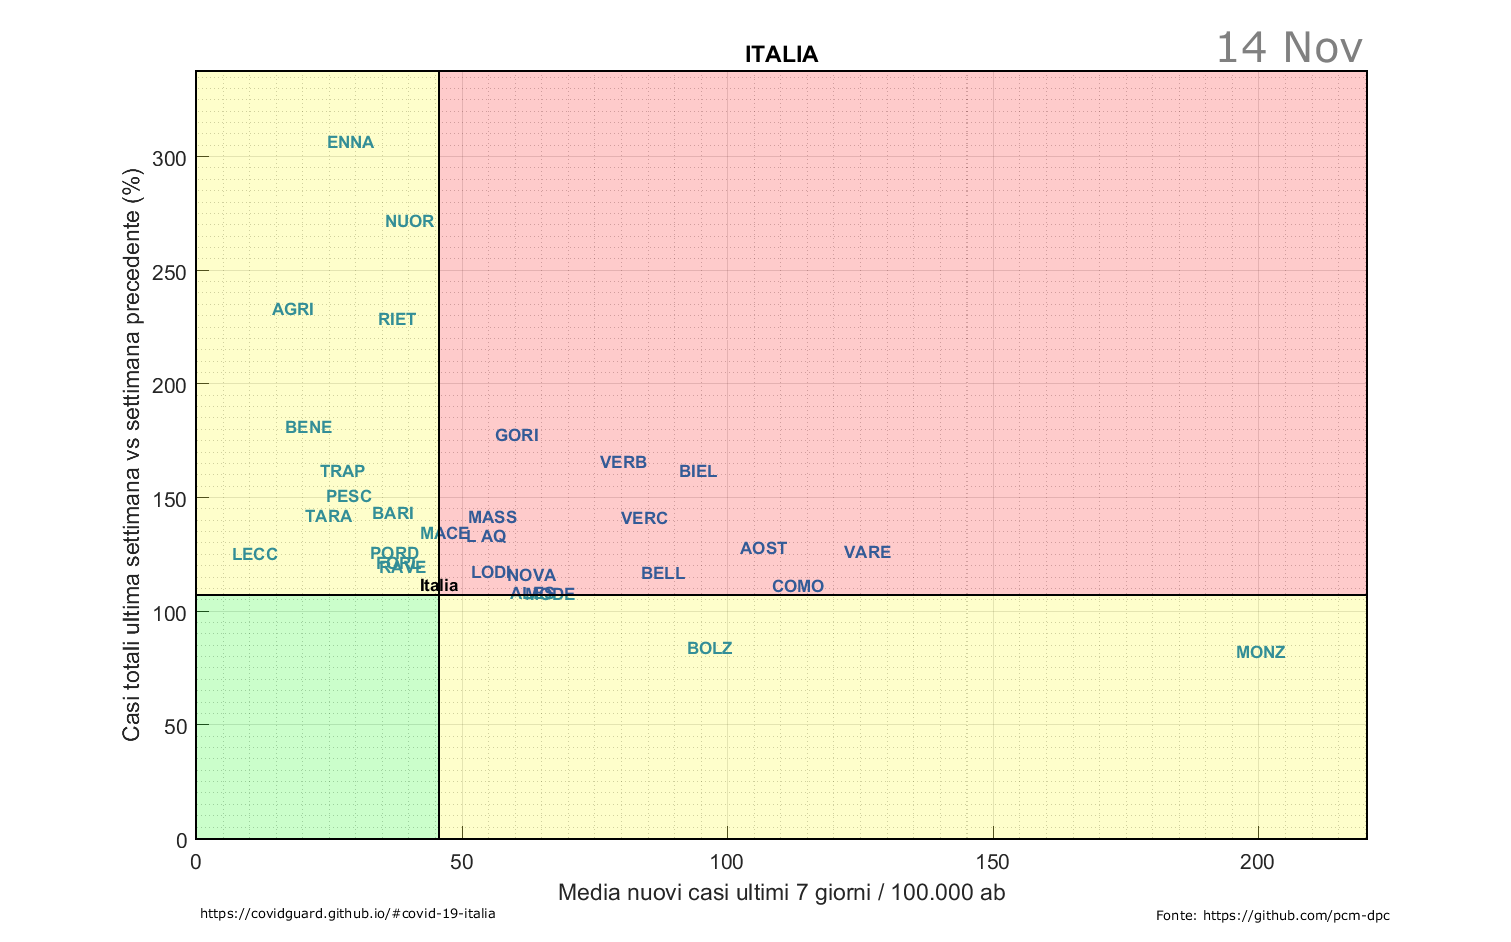 14 Nov
ITALIA
Casi totali ultima settimana vs settimana precedente (%)
300
250
200
150
100
50
0
ENNA
NUOR
AGRI
RIET
BENE
GORI
VERB
TRAP
BIEL
PESC
BARI
TARA
MASS
VERC
MACE
L AQ
AOST
VARE
LECC
PORD
FORL
RAVE
LODI
NOVA
BELL
Italia
COMO
MODE
BOLZ
MONZ
0
50
100
150
200
Media nuovi casi ultimi 7 giorni / 100.000 ab
https://covidguard.github.io/#covid-19-italia
Fonte: https://github.com/pcm-dpc